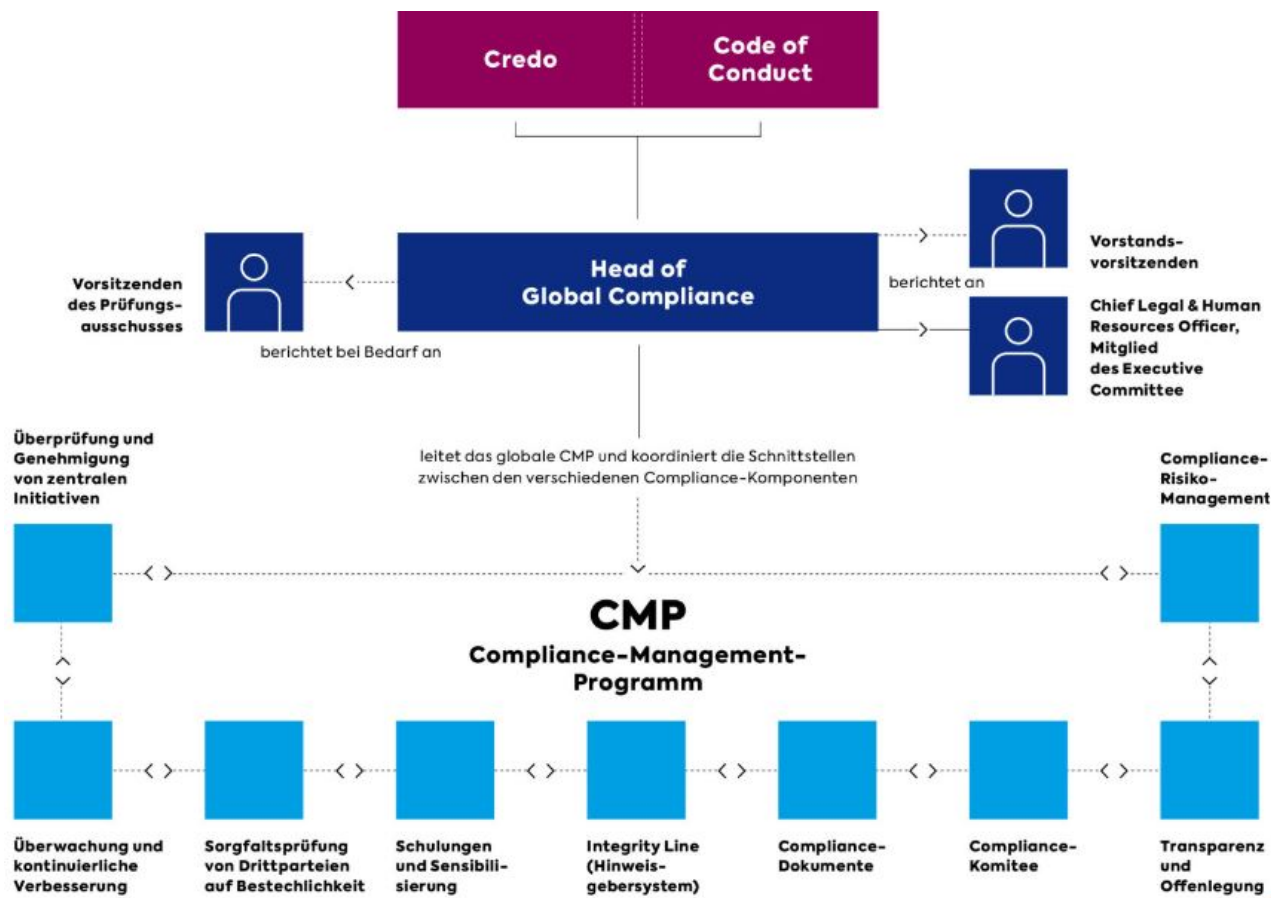 Credo
Code of
Conduct
Head of
Global Compliance
Vorsitzenden
des Prüfungs-
ausschusses
berichtet bei Bedarf an
berichtet an
Vorstands-
vorsitzenden
Chief Legal & Human
Resources Officer,
Mitglied
des Executive
Committee
leitet das globale CMP und koordiniert die Schnittstellen
zwischen den verschiedenen Compliance-Komponenten
Überprüfung und
Genehmigung
von zentralen
Initiativen
Compliance-
Risiko-
Management
CMP
Compliance-Management-
Programm
Überwachung und
kontinuierliche
Verbesserung
Sorgfaltsprüfung
von Drittparteien
auf Bestechlichkeit
Schulungen
und Sensibili-
sierung
Integrity Line
(Hinweis-
gebersystem)
Compliance-
Dokumente
Compliance-
Komitee
Transparenz
und
Offenlegung